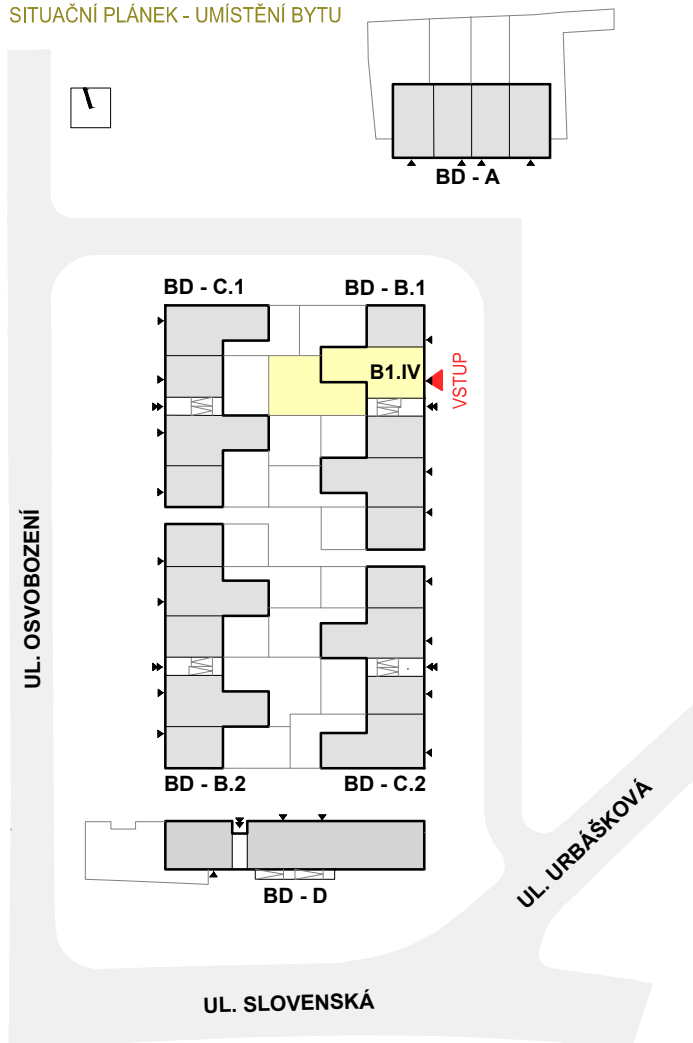 SITUAČNÍ PLÁNEK - UMÍSTĚNÍ BYTU
BD - A
BD - C.1
BD - B.1
B1.IV
VSTUP
UL. OSVOBOZENÍ
BD - B.2
BD - C.2
UL. URBÁŠKOVÁ
BD - D
UL. SLOVENSKÁ